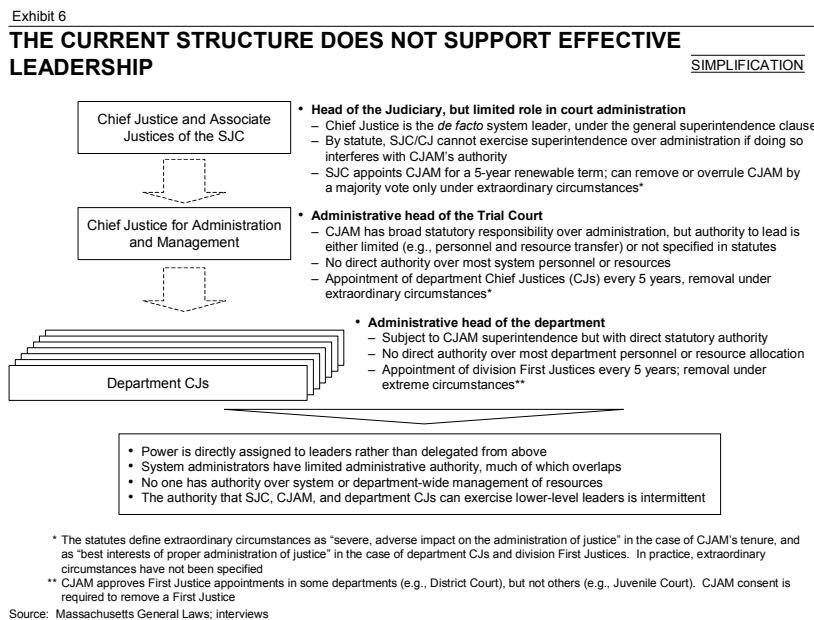 Exhibit 6
THE CURRENT STRUCTURE DOES NOT SUPPORT EFFECTIVE
LEADERSHIP
SIMPLIFICATION
Chief Justice and Associate
Justices of the SJC
• Head of the Judiciary, but limited role in court administration
– Chief Justice is the de facto system leader, under the general superintendence clause
– By statute, SJC/CJ cannot exercise superintendence over administration if doing so
interferes with CJAM's authority
– SJC appoints CJAM for a 5-year renewable term; can remove or overrule CJAM by
a majority vote only under extraordinary circumstances*
Chief Justice for Administration
and Management
• Administrative head of the Trial Court
– CJAM has broad statutory responsibility over administration, but authority to lead is
either limited (e.g., personnel and resource transfer) or not specified in statutes
– No direct authority over most system personnel or resources
– Appointment of department Chief Justices (CJs) every 5 years, removal under
extraordinary circumstances*
Department CJs
• Administrative head of the department
– Subject to CJAM superintendence but with direct statutory authority
– No direct authority over most department personnel or resource allocation
– Appointment of division First Justices every 5 years; removal under
extreme circumstances**
• Power is directly assigned to leaders rather than delegated from above
• System administrators have limited administrative authority, much of which overlaps
• No one has authority over system or department-wide management of resources
• The authority that SJC, CJAM, and department CJs can exercise lower-level leaders is intermittent
* The statutes define extraordinary circumstances as "severe, adverse impact on the administration of justice" in the case of CJAM's tenure, and
as "best interests of proper administration of justice" in the case of department CJs and division First Justices. In practice, extraordinary
circumstances have not been specified
** CJAM approves First Justice appointments in some departments (e.g., District Court), but not others (e.g., Juvenile Court). CJAM consent is
required to remove a First Justice
Source: Massachusetts General Laws; interviews